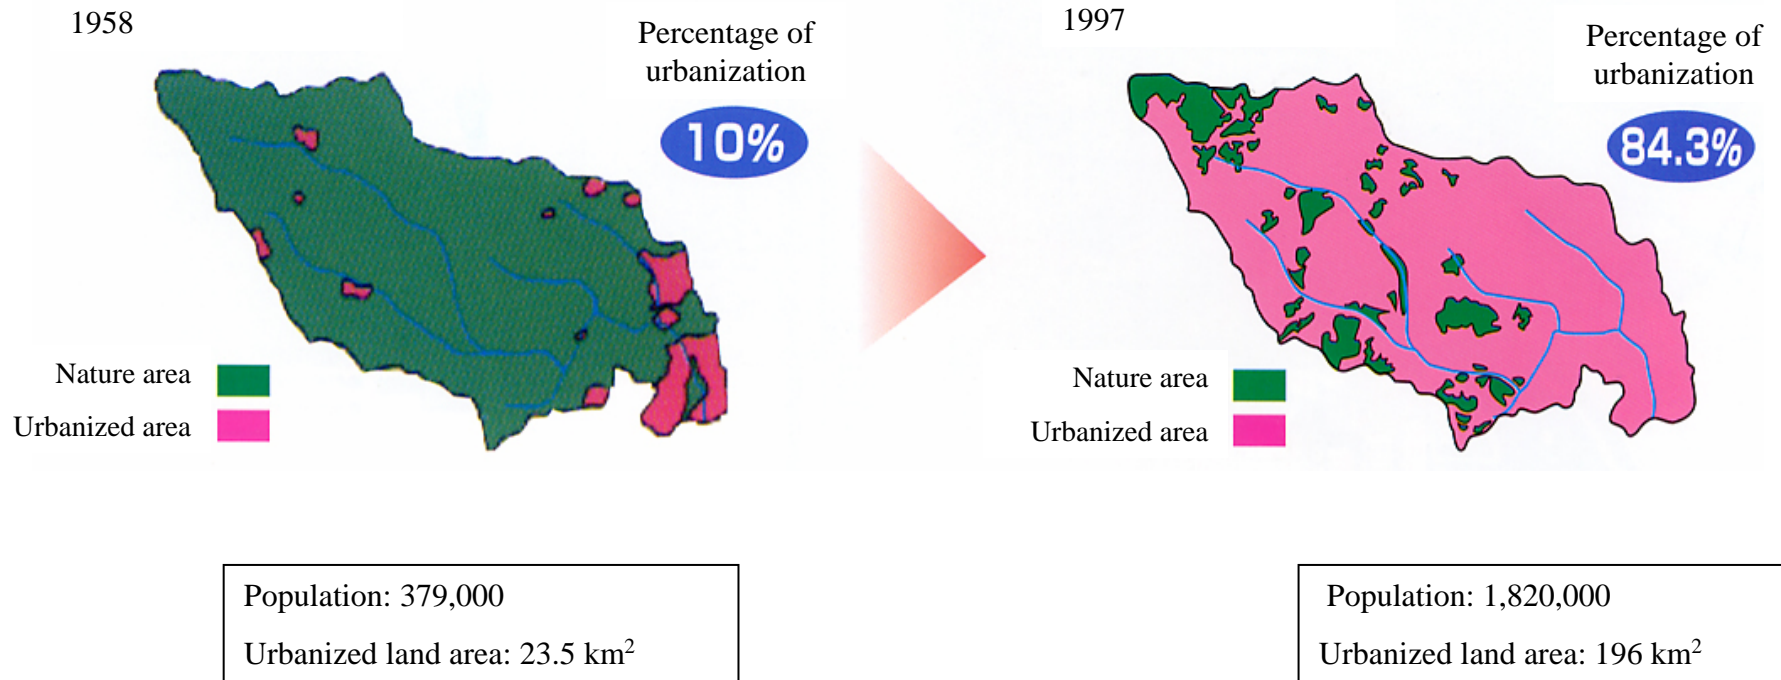 1958
Percentage of
urbanization
10%
Nature area
Urbanized area
Population: 379,000
Urbanized land area: 23.5 km²
1997
Percentage of
urbanization
84.3%
Nature area
Urbanized area
Population: 1,820,000
Urbanized land area: 196 km²